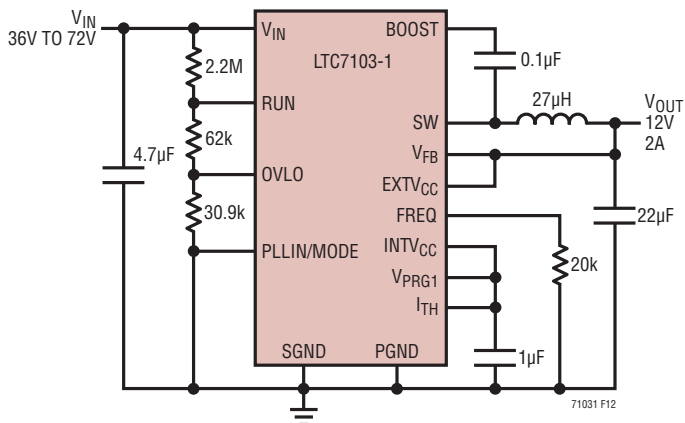 VIN
36V TO 72V
VIN
BOOST
LTC7103-1
2.2M
0.1µF
27µH
RUN
SW
VOUT
12V
2A
62k
VFB
4.7µF
OVLO
EXTVCC
30.9k
FREQ
22µF
PLLIN/MODE
INTVCC
20k
VPRG1
ITH
SGND
PGND
1µF
71031 F12